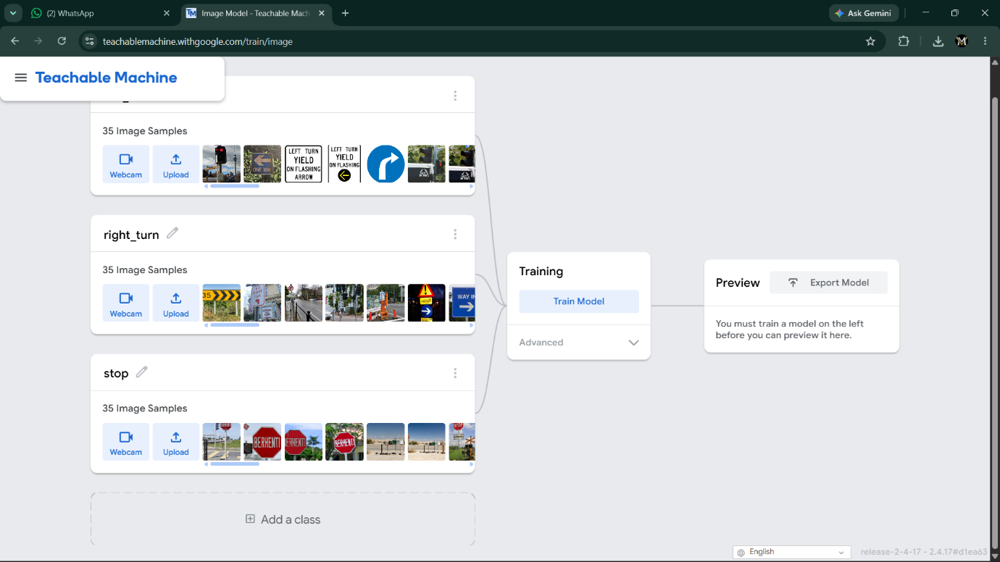 (2) WhatsApp
Image Model - Teachable Mach
Ask Gemini
teachablemachine.withgoogle.com/train/image
Teachable Machine
35 Image Samples
Webcam
Upload
ONE WAY
LEFT TURN
YIELD
ON FLASHING
ARROW
LEFT TURN
YIELD
ON FLASHING
right_turn
35 Image Samples
Webcam
Upload
35
WAY IN
stop
35 Image Samples
Webcam
Upload
BERHENTI
BERHENTI
BERHENTI
STOP
Add a class
Training
Train Model
Advanced
Preview
Export Model
You must train a model on the left
before you can preview it here.
English
release-2-4-17 - 2.4.17#d1ea63